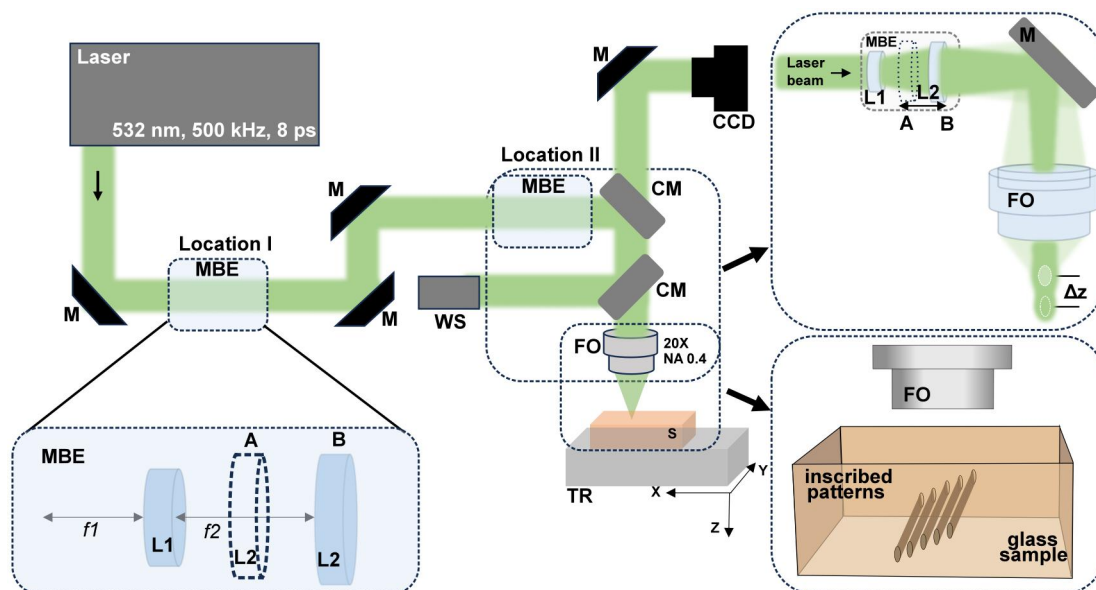 Laser
532 nm, 500 kHz, 8 ps
M
Location I
MBE
M
M
Location II
MBE
WS
M
CCD
CM
CM
FO
20X
NA 0.4
S
TR
X
Y
Z
MBE
A
B
f1
f2
L1
L2
L2
MBE
Laser
beam
L1
L2
A
B
M
FO
Δz
FO
inscribed
patterns
glass
sample